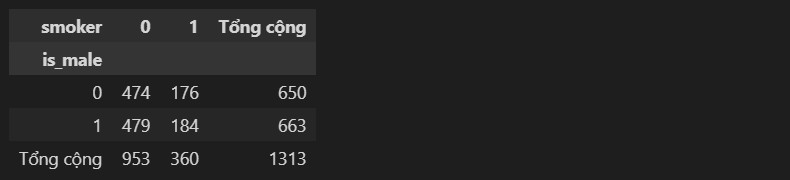 smoker 0 1 Tổng cộng
is_male
0 474 176 650
1 479 184 663
Tổng cộng 953 360 1313